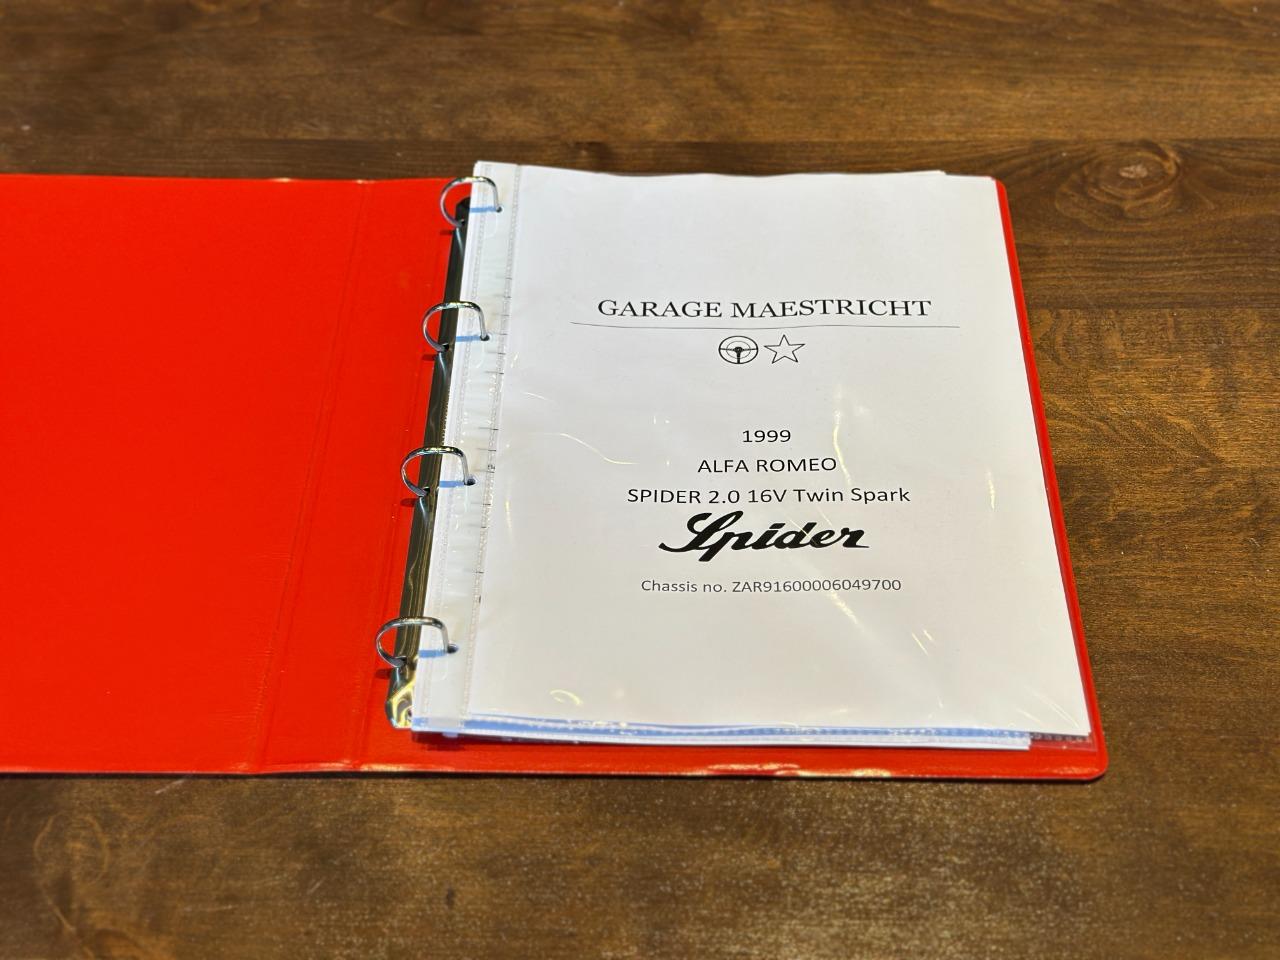 GARAGE MAESTRICHT
1999
ALFA ROMEO
SPIDER 2.0 16V Twin Spark
Spider
Chassis no. ZAR91600006049700